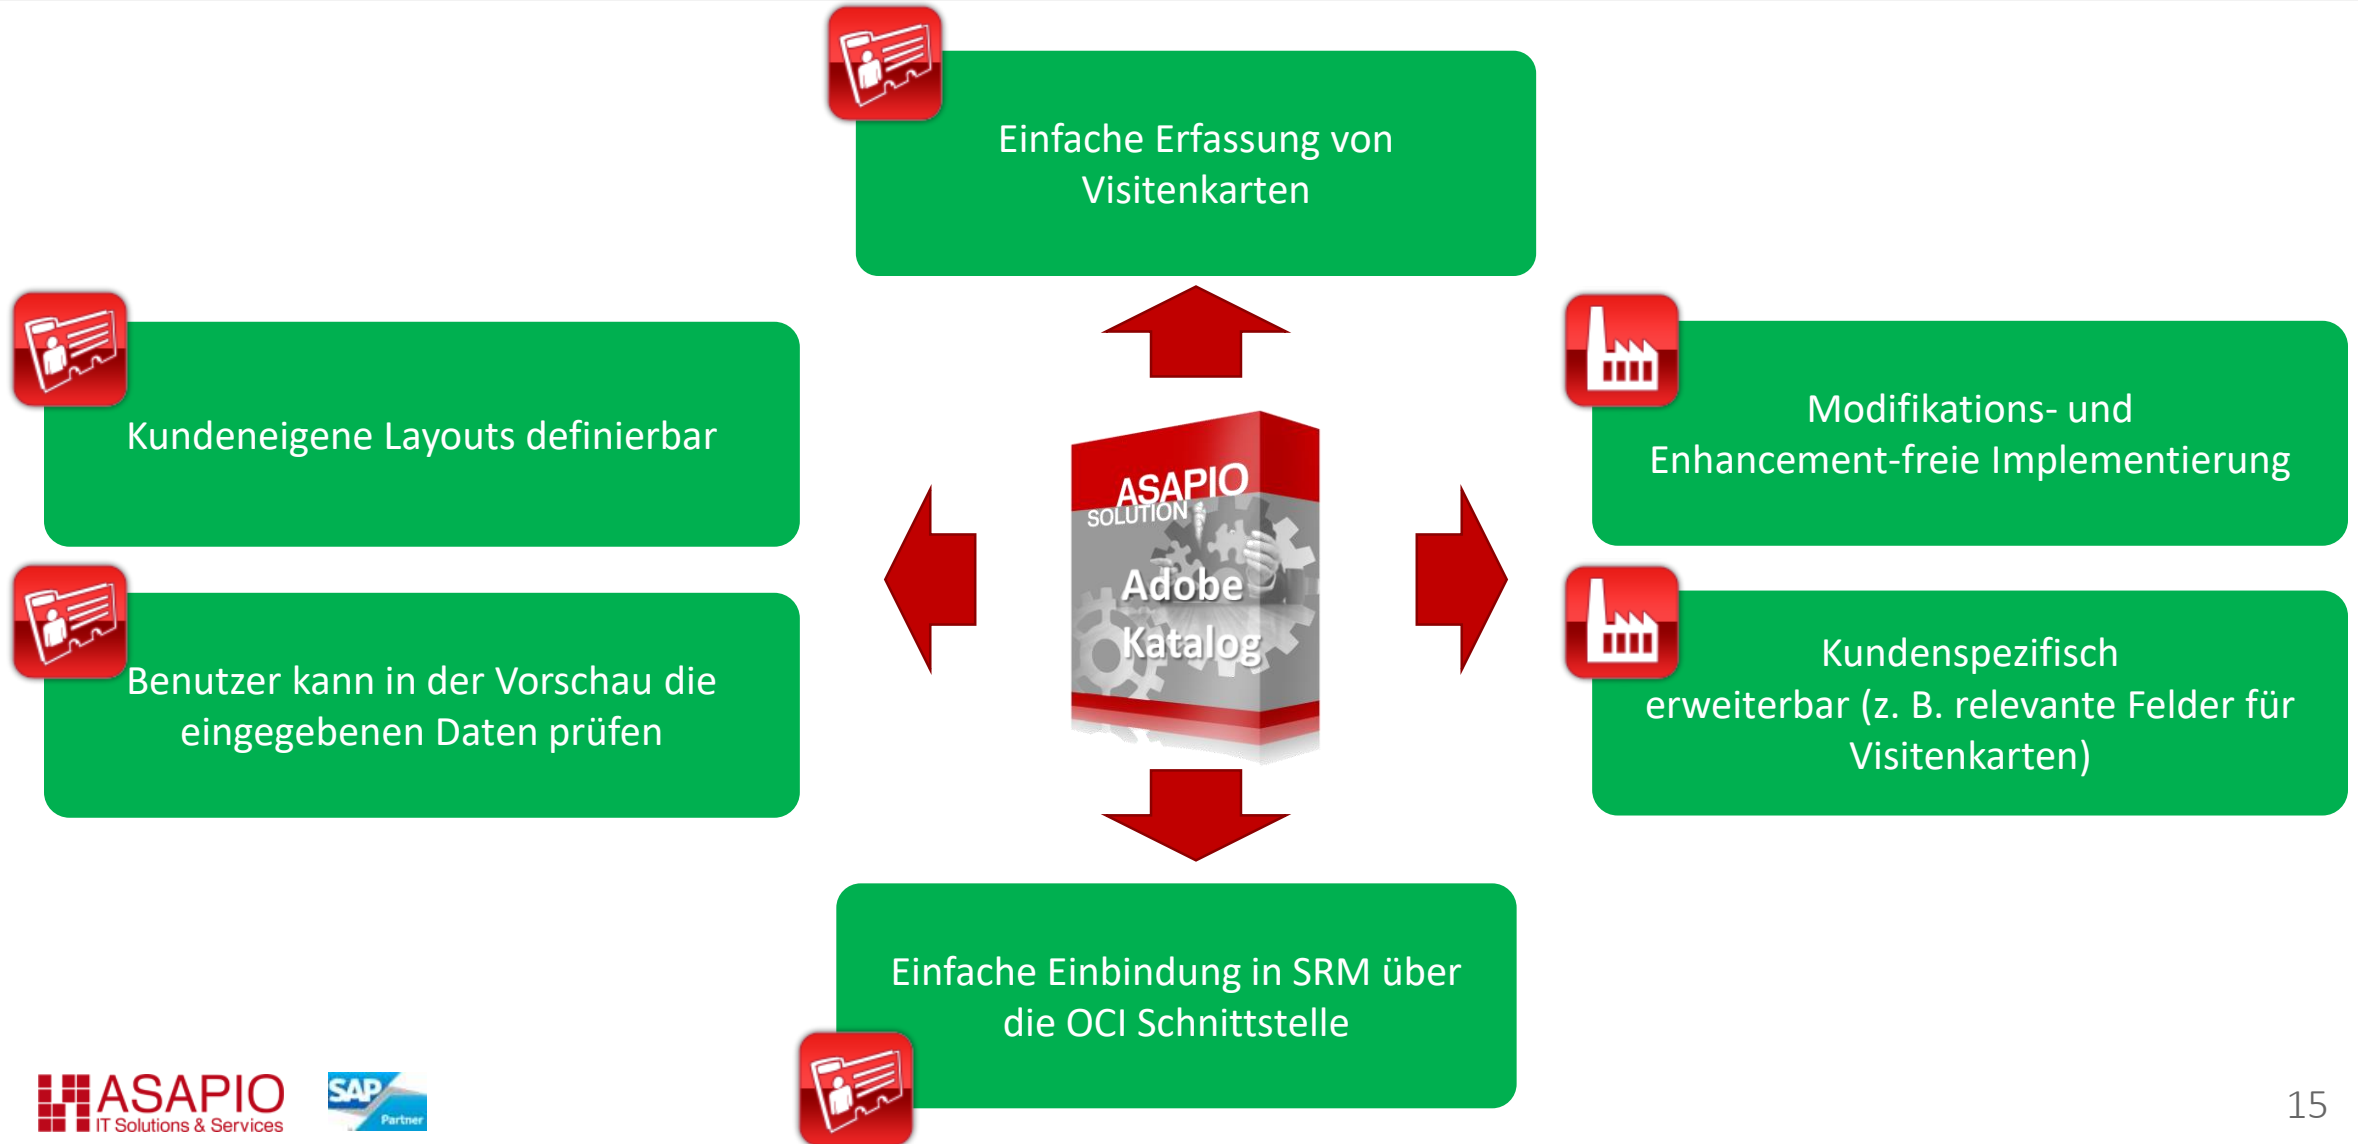 Einfache Erfassung von
Visitenkarten
Kundeneigene Layouts definierbar
Modifikations- und
Enhancement-freie Implementierung
ASAPIO
SOLUTION
Adobe
Katalog
Benutzer kann in der Vorschau die
eingegebenen Daten prüfen
Kundenspezifisch
erweiterbar (z. B. relevante Felder für
Visitenkarten)
Einfache Einbindung in SRM über
die OCI Schnittstelle
ASAPIO
IT Solutions & Services
SAP
Partner
15